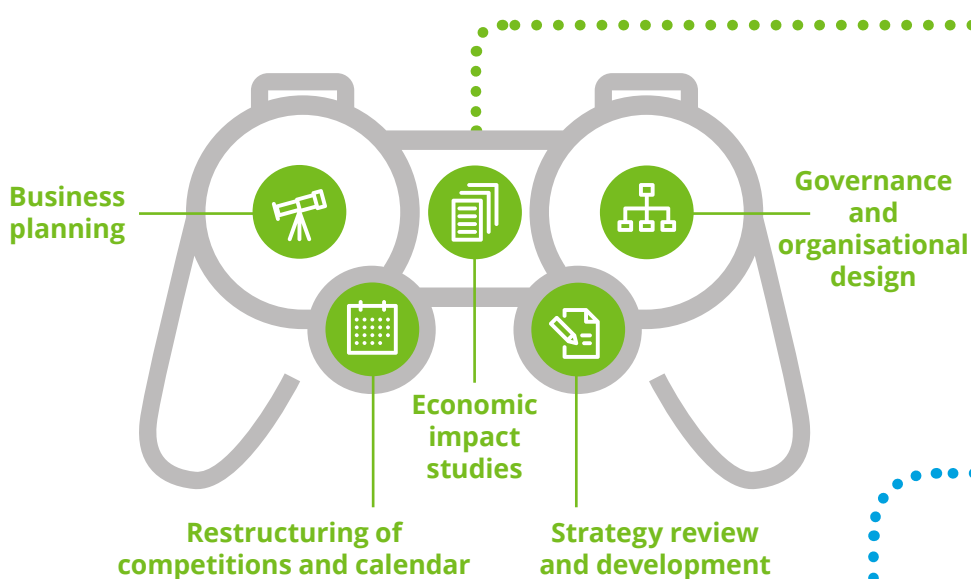 Business
planning
Governance
and
organisational
design
Economic
impact
studies
Restructuring of
competitions and calendar
Strategy review
and development